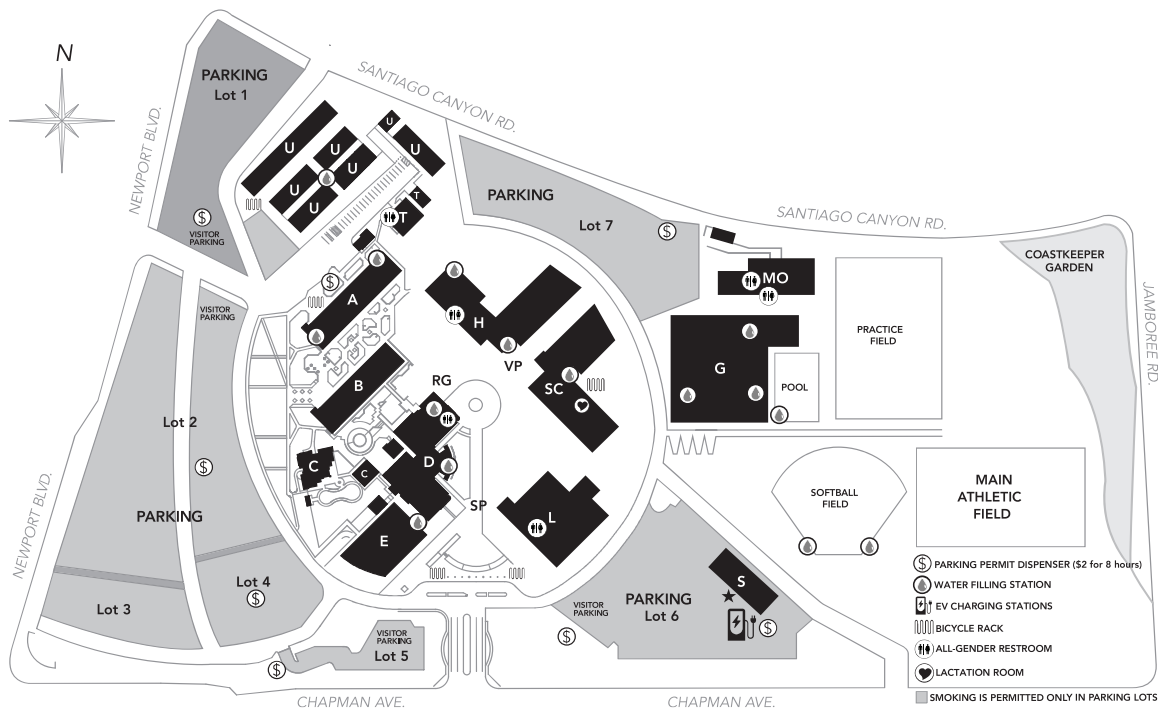 N
PARKING
Lot 1
NEWPORT BLVD.
SANTIAGO CANYON RD.
$
VISITOR
PARKING
U
U
U
U
U
U
U
U
T
T
PARKING
Lot 7
$
SANTIAGO CANYON RD.
COASTKEEPER
GARDEN
JAMBOREE RD.
MO
PRACTICE
FIELD
G
POOL
$
A
B
H
VP
SC
RG
VISITOR
PARKING
Lot 2
$
PARKING
C
C
D
E
SP
L
SOFTBALL
FIELD
MAIN
ATHLETIC
FIELD
NEWPORT BLVD.
Lot 3
Lot 4
$
VISITOR
PARKING
Lot 5
$
VISITOR
PARKING
$
PARKING
Lot 6
S
$
CHAPMAN AVE.
CHAPMAN AVE.
$ PARKING PERMIT DISPENSER ($2 for 8 hours)
WATER FILLING STATION
EV CHARGING STATIONS
BICYCLE RACK
ALL-GENDER RESTROOM
LACTATION ROOM
SMOKING IS PERMITTED ONLY IN PARKING LOTS